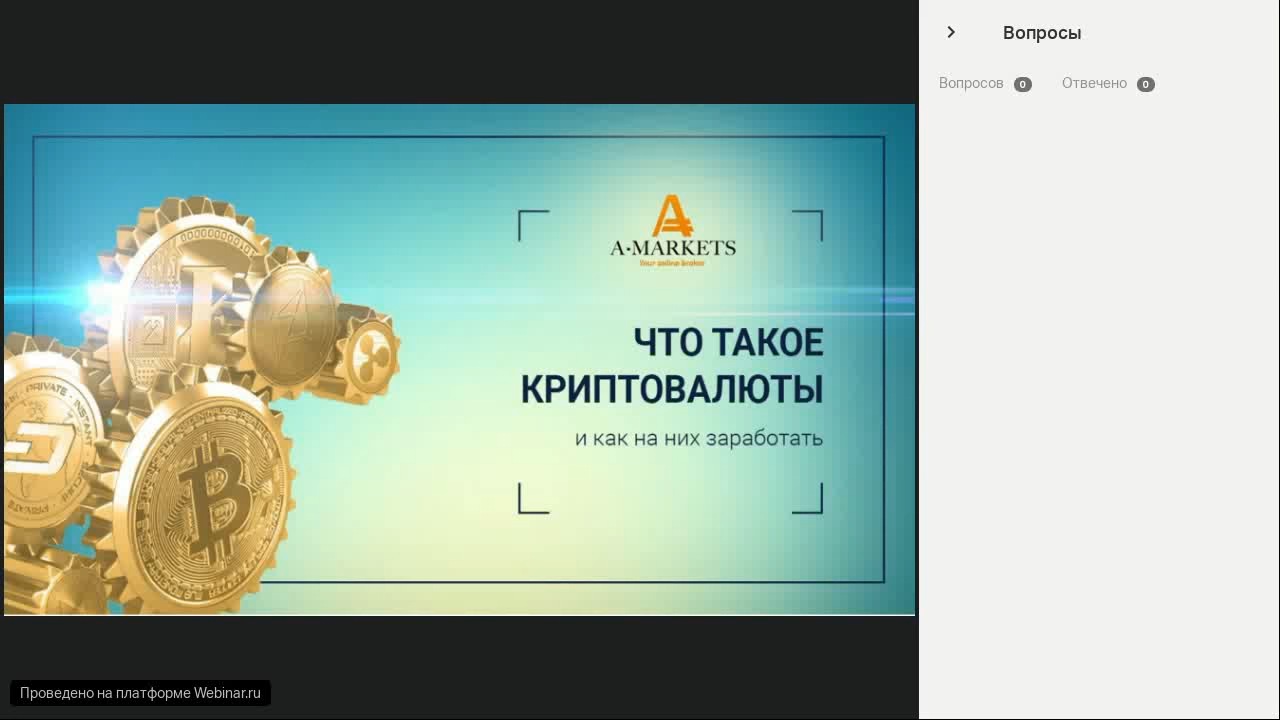 Вопросы
Вопросов 0 Отвечено 0
A·MARKETS
Your online broker
ЧТО ТАКОЕ
КРИПТОВАЛЮТЫ
и как на них заработать
Проведено на платформе Webinar.ru